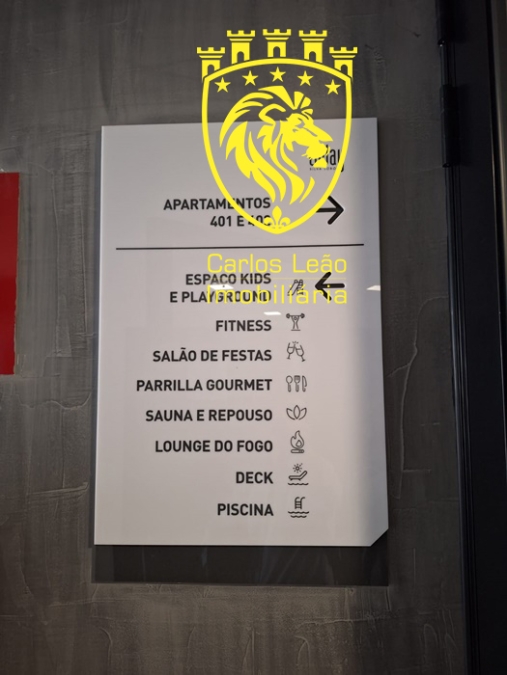 APARTAMENTOS
401 E
ESPAÇO KIDS
E PLAYGROUND
FITNESS
SALÃO DE FESTAS
PARRILLA GOURMET
SAUNA E REPOUSO
LOUNGE DO FOGO
DECK
PISCINA
Carlos Leão
Imobiliária